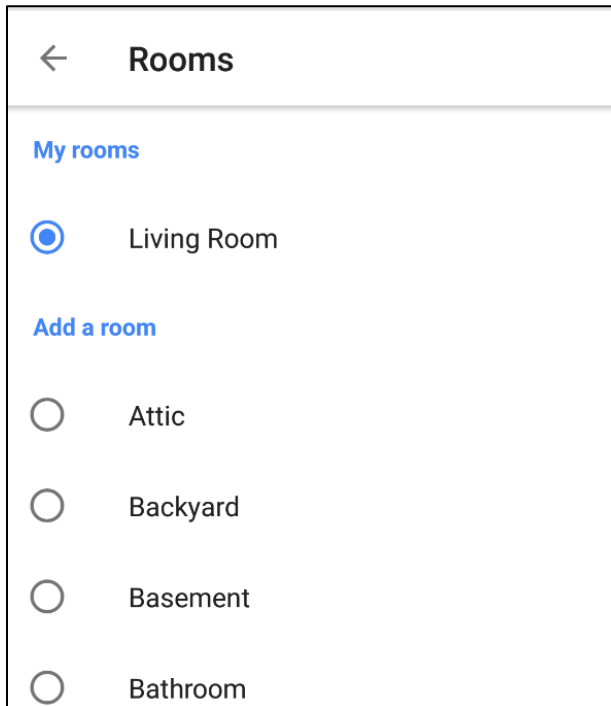 Rooms
My rooms
Living Room
Add a room
Attic
Backyard
Basement
Bathroom